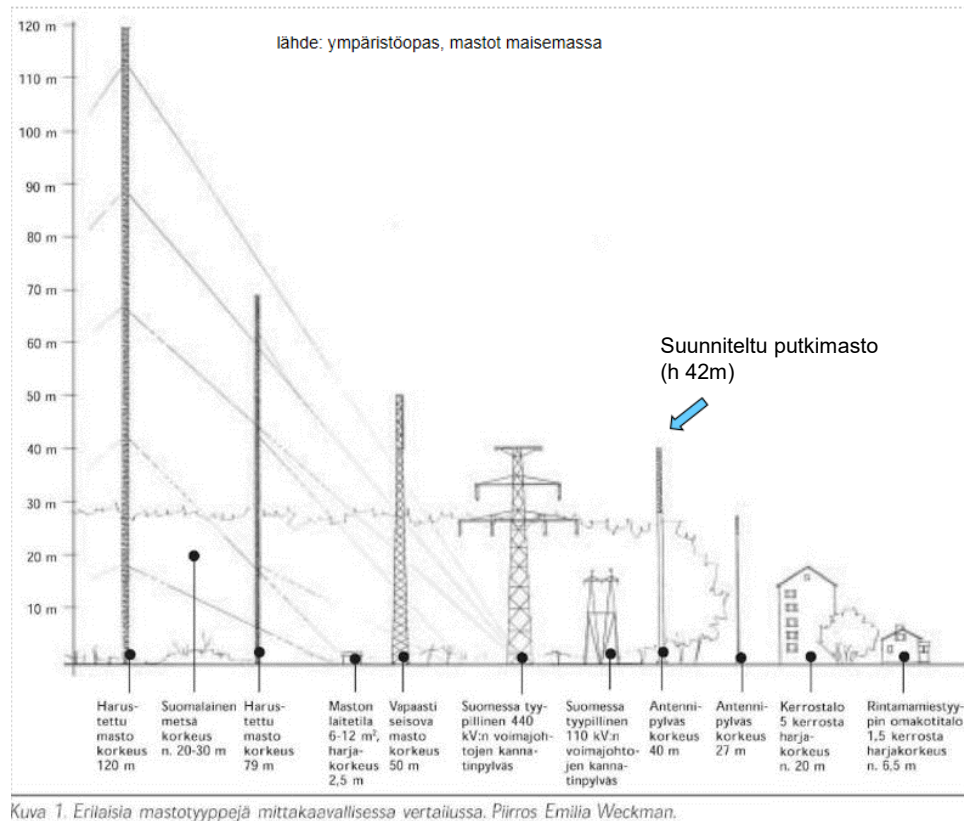 120 m
lähde: ympäristöopas, mastot maisemassa
110 m
100 m
90 m
80 m
70 m
60 m
Suunniteltu putkimasto
(h 42m)
50 m
40 m
30 m
20 m
10 m
Harus-
tettu
masto
korkeus
120 m
Suomalainen
metsä
korkeus
n. 20-30 m
Harus-
tettu
masto
korkeus
79 m
Maston
laitetila
6-12 m²,
harja-
korkeus
2,5 m
Vapaasti
seisova
masto
korkeus
50 m
Suomessa tyy-
pillinen 440
kV:n voimajoh-
tojen kanna-
tinpylväs
Suomessa
tyypillinen
110 kV:n
voimajohto-
jen kanna-
tinpylväs
Antenni-
pylväs
korkeus
40 m
Antenni-
pylväs
korkeus
27 m
Kerrostalo
5 kerrosta
harja-
korkeus
n. 20 m
Rintamamiestyy-
pin omakotitalo
1,5 kerrosta
harjakorkeus
n. 6,5 m
Kuva 1. Erilaisia mastotyyppejä mittakaavallisessa vertailussa. Piirros Emilia Weckman.